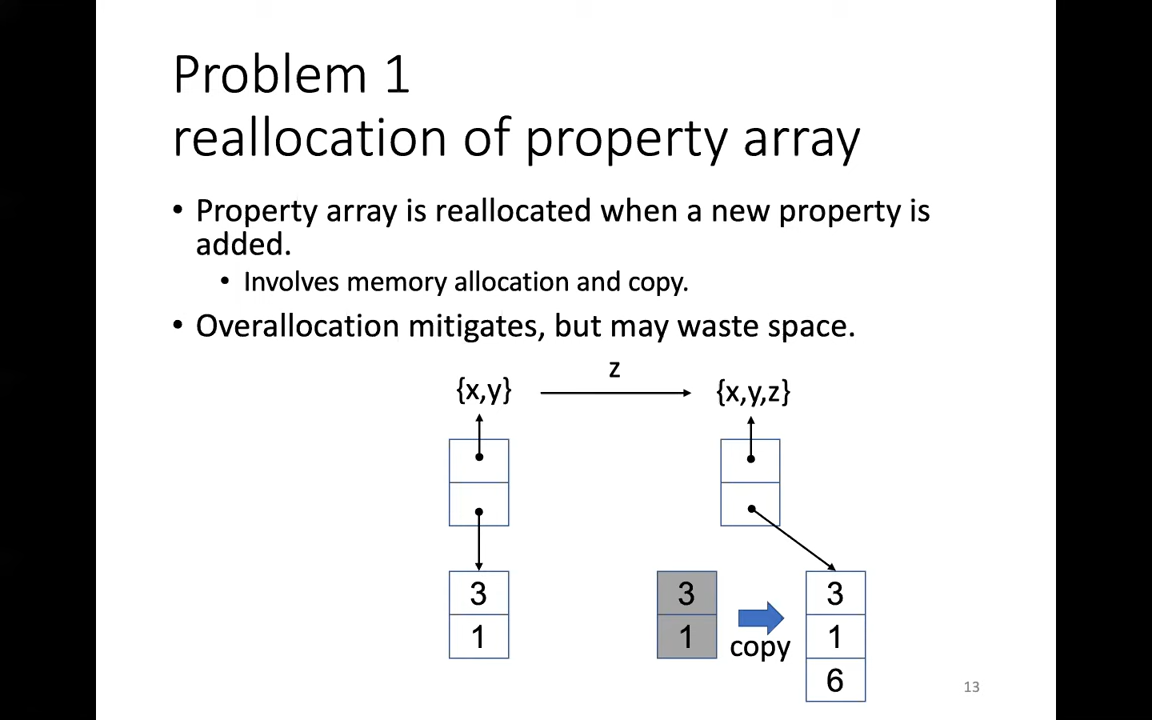 Problem 1
reallocation of property array
• Property array is reallocated when a new property is
added.
• Involves memory allocation and copy.
• Overallocation mitigates, but may waste space.
z
{x,y}
{x,y,z}
3
1
3
1
copy
3
1
6
13